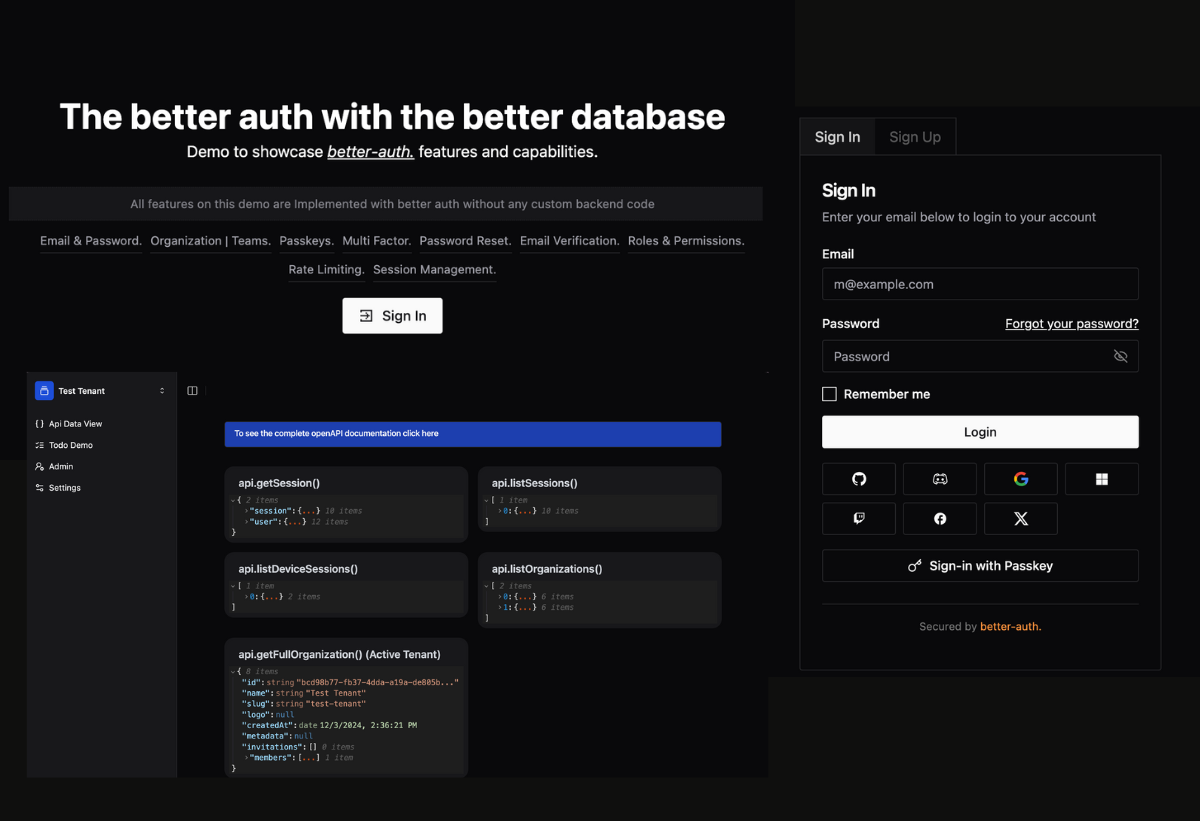 The better auth with the better database
Demo to showcase better-auth. features and capabilities.
All features on this demo are Implemented with better auth without any custom backend code
Email & Password. Organization | Teams. Passkeys. Multi Factor. Password Reset. Email Verification. Roles & Permissions.
Rate Limiting. Session Management.
Sign In
Test Tenant
Api Data View
Todo Demo
Admin
Settings
To see the complete openAPI documentation click here
api.getSession()
{ 2 items
"session":{...} 10 items
"user":{...} 12 items
}
api.listSessions()
[ 1 item
0:{...} 10 items
]
api.listDeviceSessions()
[ 1 item
0:{...} 2 items
]
api.listOrganizations()
[ 2 items
0:{...} 6 items
1:{...} 6 items
]
api.getFullOrganization() (Active Tenant)
{ 8 items
"id":string"bcd98b77-fb37-4dda-a19a-de805b..."
"name":string"Test Tenant"
"slug":string"test-tenant"
"logo":null
"createdAt":date 12/3/2024, 2:36:21 PM
"metadata":null
"invitations":[] 0 items
"members":[...] 1 item
}
Sign In
Sign Up
Sign In
Enter your email below to login to your account
Email
m@example.com
Password Forgot your password?
Password
Remember me
Login
Sign-in with Passkey
Secured by better-auth.